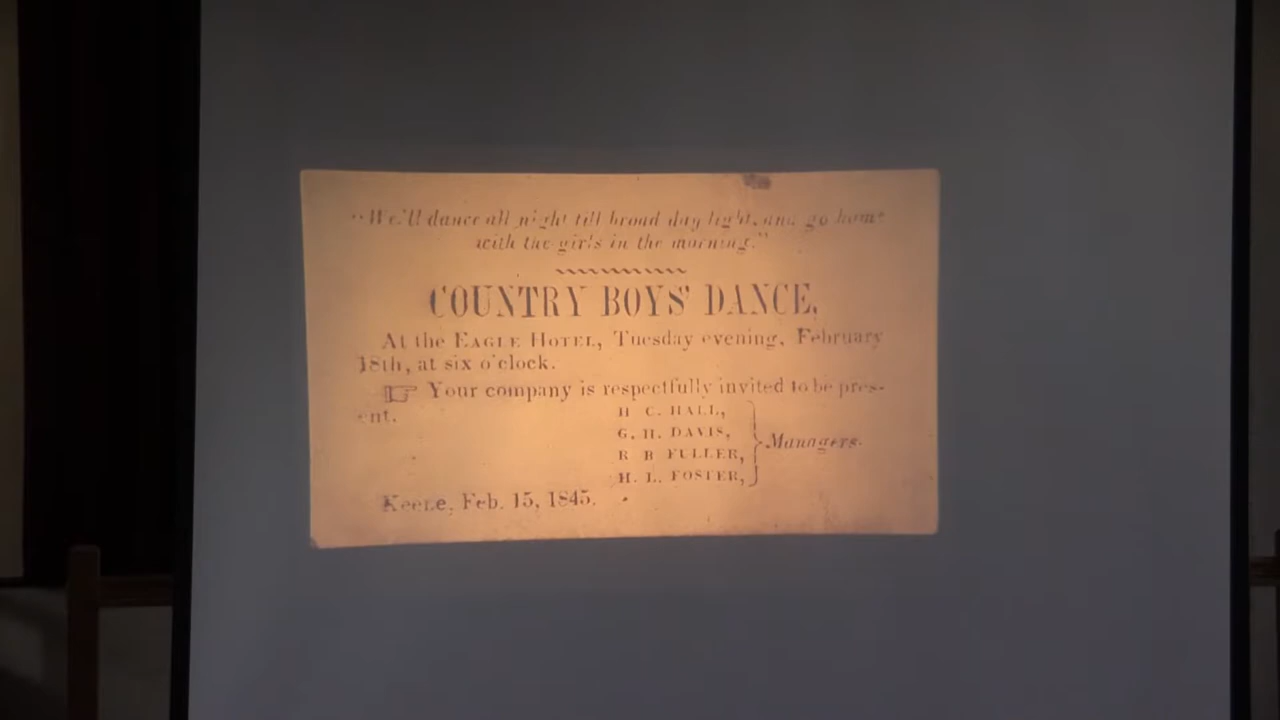 "We'll dance all night till broad day light, and go home
with the girls in the morning."
COUNTRY BOYS' DANCE,
At the EAGLE HOTEL, Tuesday evening, February
18th, at six o'clock.
☞ Your company is respectfully invited to be pres-
ent.
H. C. HALL,
G. H. DAVIS,
R. B. FULLER,
H. L. FOSTER,
} Managers.
Keene, Feb. 15, 1845.